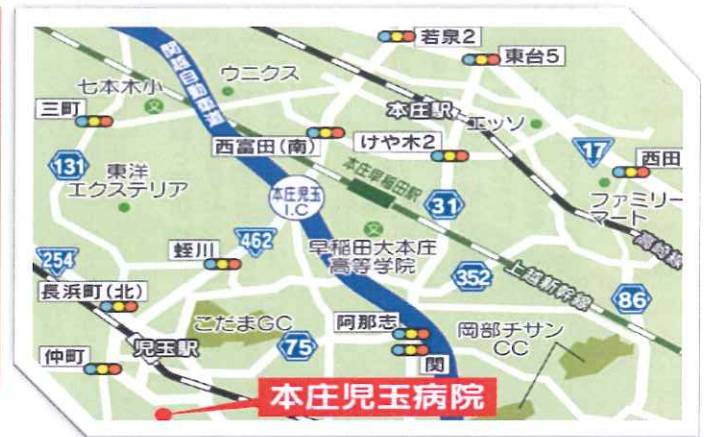 若泉2
東台5
関越自動車道
ウニクス
七本木小
文
三町
本庄駅
エッソ
西富田(南)
けや木2
17
西田
131
東洋
エクステリア
本庄早稲田駅
本庄児玉
I.C
31
ファミリー
マート
高崎線
462
文
早稲田大本庄
高等学院
254
蛭川
352
上越新幹線
86
長浜町(北)
こだまGC
阿那志
岡部チサン
CC
児玉駅
75
仲町
関
本庄児玉病院